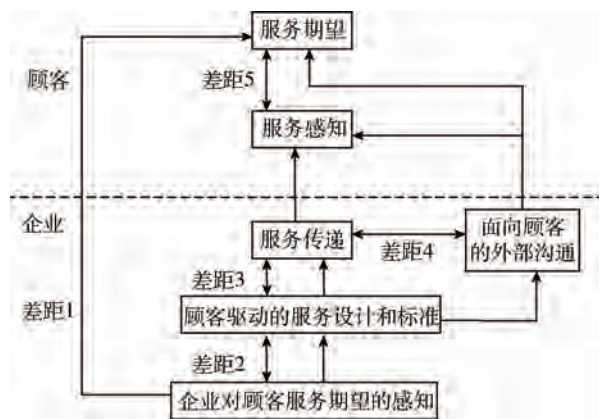 服务期望
顾客
差距5
服务感知
企业
服务传递
差距4
面向顾客
的外部沟通
差距3
差距1
顾客驱动的服务设计和标准
差距2
企业对顾客服务期望的感知